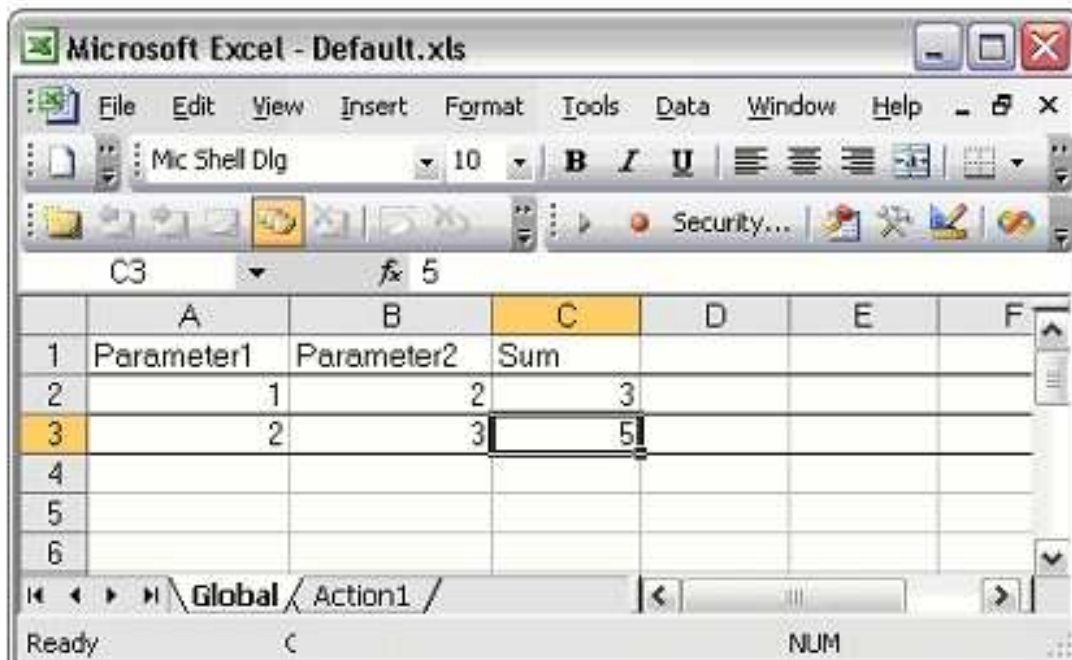 Microsoft Excel - Default.xls
File Edit View Insert Format Tools Data Window Help
Mic Shell Dlg 10 B I U
Security...
C3 fx 5
A B C D E F
1 Parameter1 Parameter2 Sum
2 1 2 3
3 2 3 5
4
5
6
Global Action1
Ready NUM